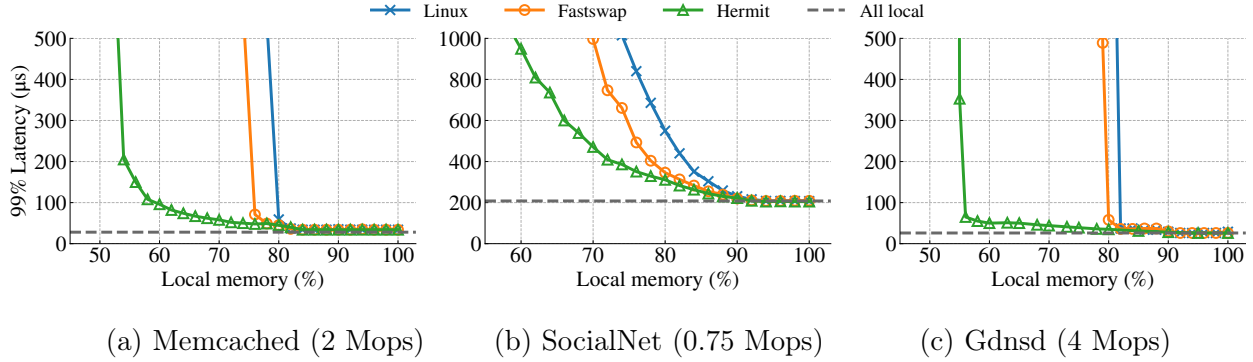 Linux Fastswap Hermit All local
99% Latency (μs)
500
400
300
200
100
0
50 60 70 80 90 100
Local memory (%)
1000
800
600
400
200
0
60 70 80 90 100
Local memory (%)
500
400
300
200
100
0
50 60 70 80 90 100
Local memory (%)
(a) Memcached (2 Mops)
(b) SocialNet (0.75 Mops)
(c) Gdnsd (4 Mops)